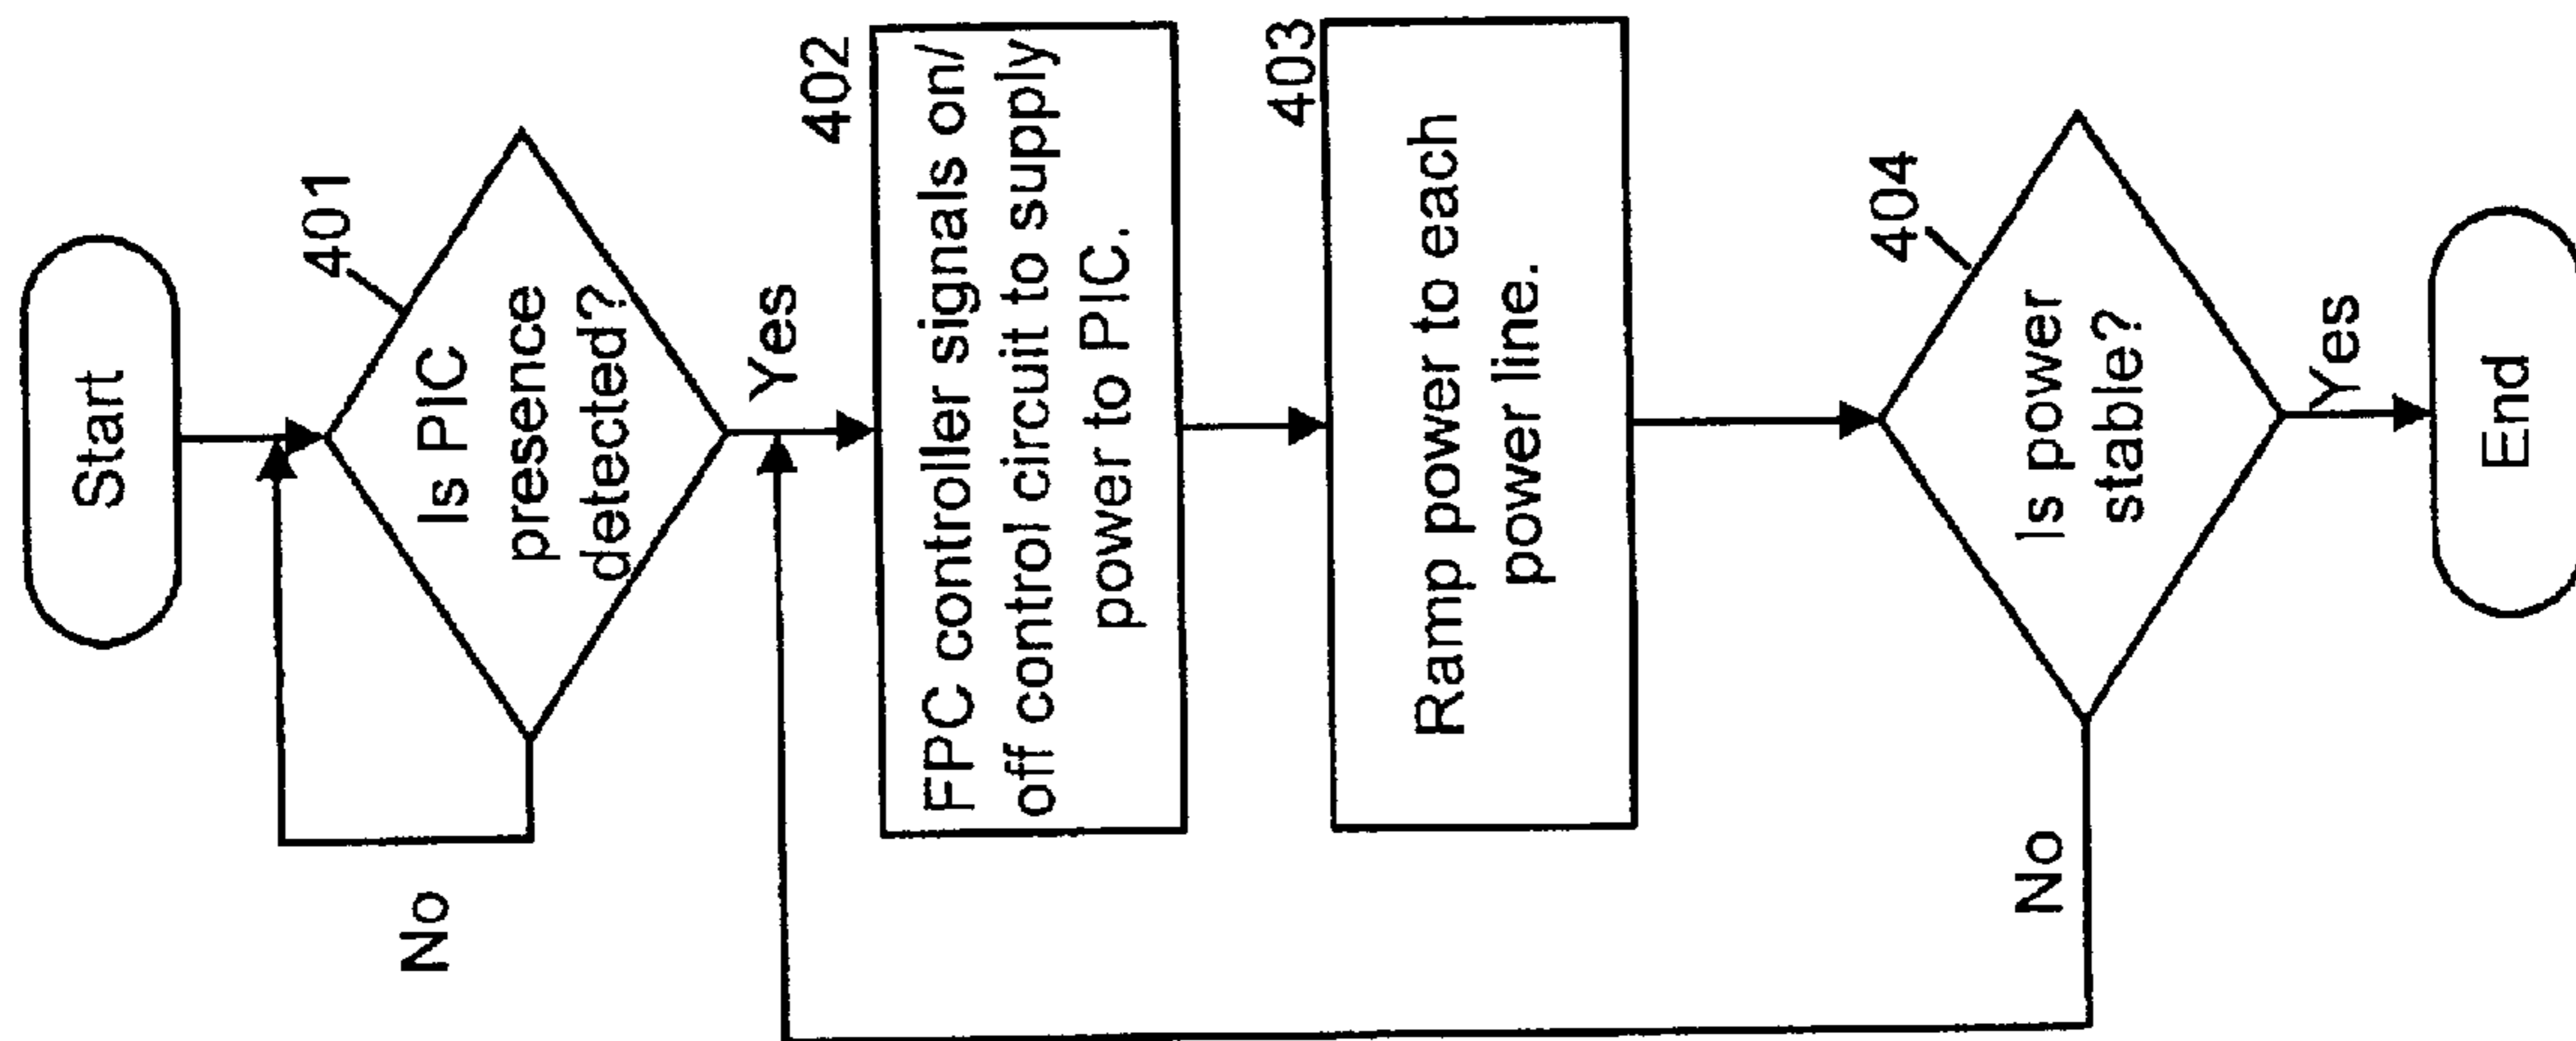 Start
401
Is PIC
presence
detected?
No
Yes
402
FPC controller signals on/
off control circuit to supply
power to PIC.
403
Ramp power to each
power line.
404
Is power
stable?
No
Yes
End